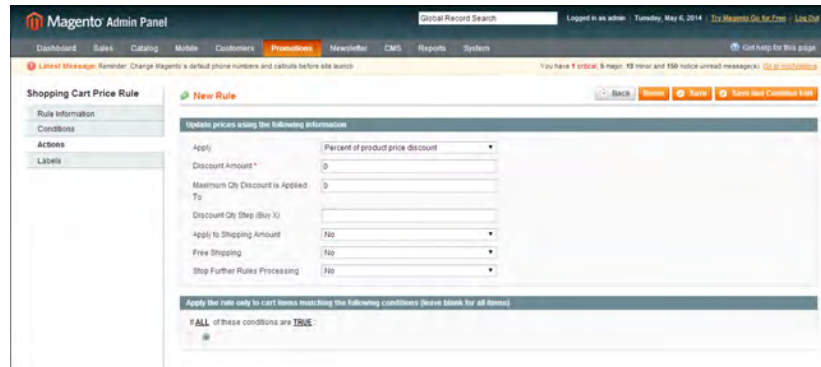 Magento Admin Panel
Global Record Search
Logged in as admin | Tuesday, May 6, 2014 | Try Magento Go for Free | Log Out
Dashboard Sales Catalog Mobile Customers Promotions Newsletter CMS Reports System
Get help for this page
Latest Message: Reminder: Change Magento's default phone numbers and callouts before site launch
You have 1 critical, 5 major, 19 minor and 150 notice unread message(s). Go to notifications
Shopping Cart Price Rule
Rule Information
Conditions
Actions
Labels
New Rule
Back Reset Save Save and Continue Edit
Update prices using the following information
Apply Percent of product price discount
Discount Amount * 0
Maximum Qty Discount is Applied 0
To
Discount Qty Step (Buy X)
Apply to Shipping Amount No
Free Shipping No
Stop Further Rules Processing No
Apply the rule only to cart items matching the following conditions (leave blank for all items)
If ALL of these conditions are TRUE :